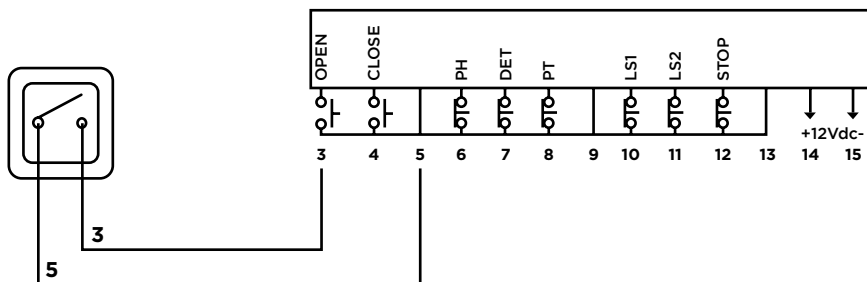 OPEN CLOSE PH DET PT LS1 LS2 STOP
+12Vdc-
3 4 5 6 7 8 9 10 11 12 13 14 15
3
5